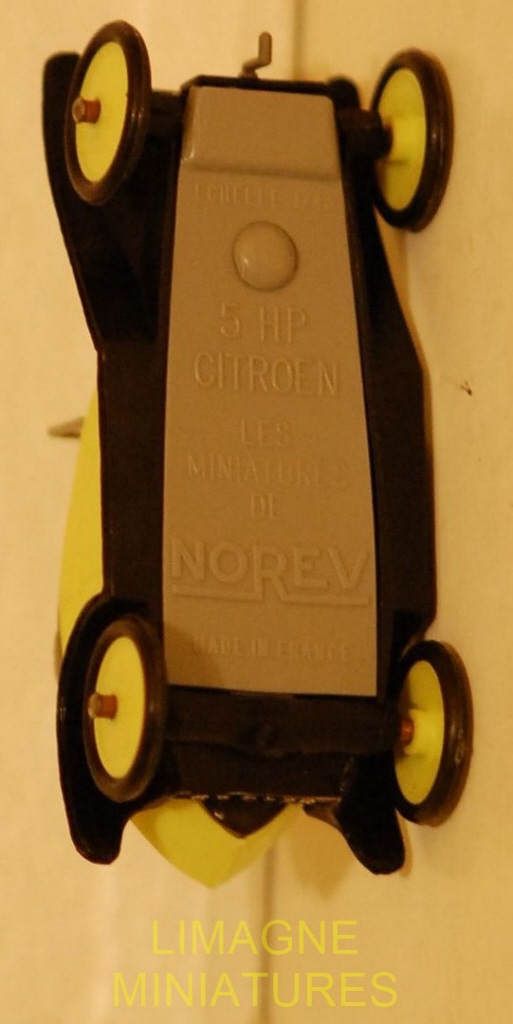 ECHELLE 1/43
5 HP
CITROEN
LES
MINIATURES
DE
NOREV
MADE IN FRANCE
LIMAGNE
MINIATURES